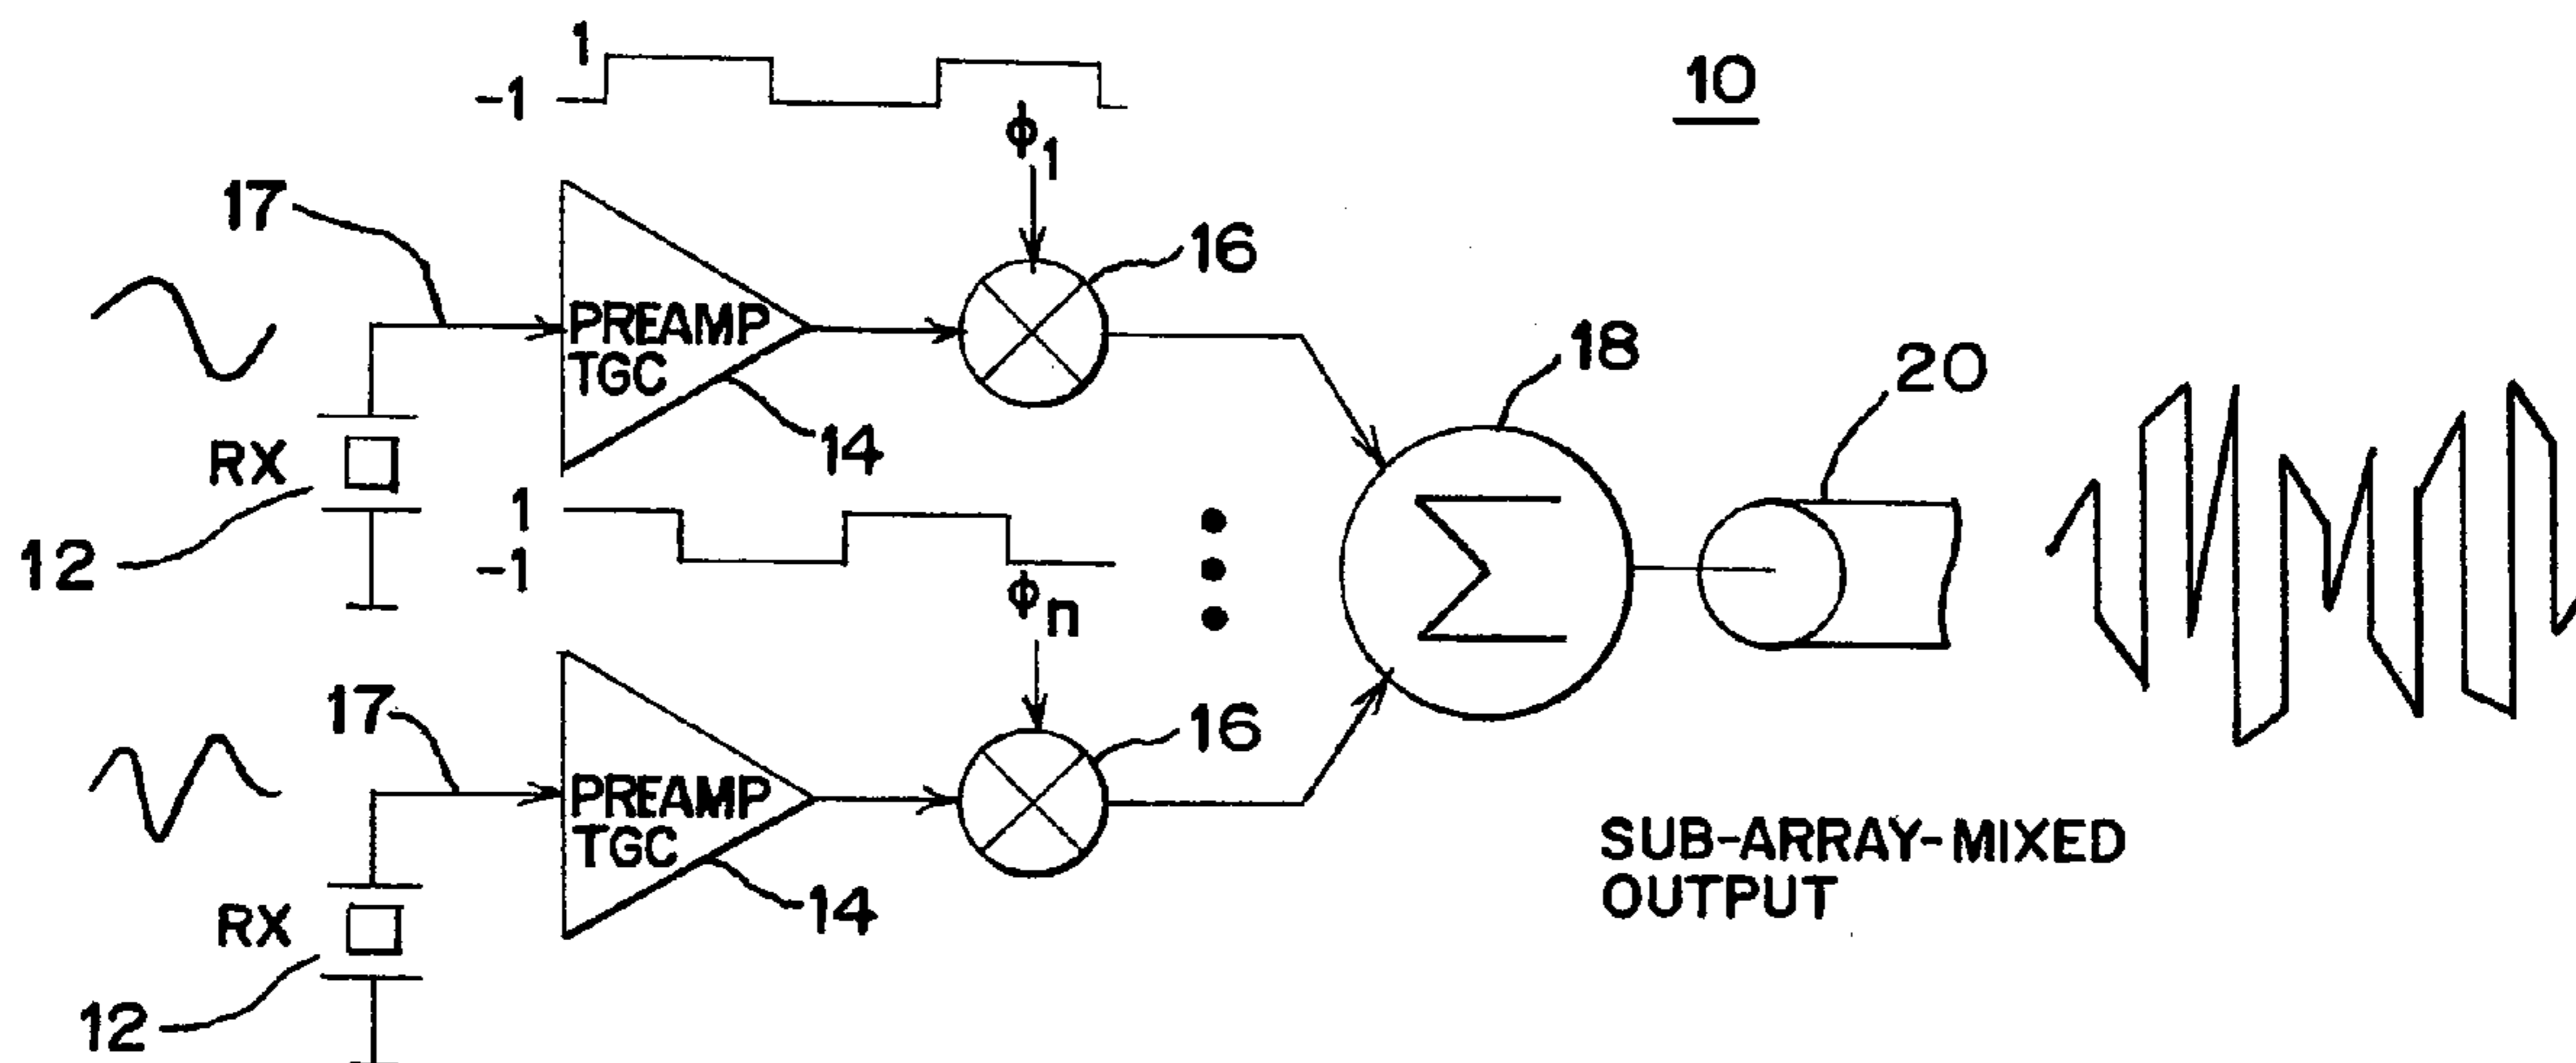 1
-1
10
ϕ1
17
16
PREAMP
TGC
18
20
14
RX
12
1
-1
ϕn
17
16
PREAMP
TGC
14
RX
12
Σ
SUB-ARRAY-MIXED
OUTPUT